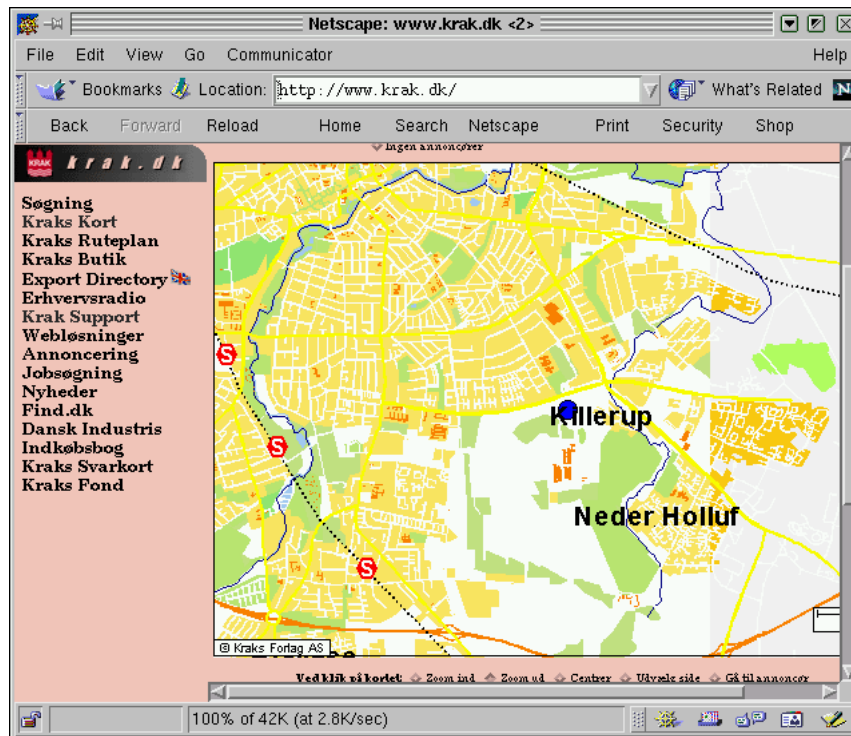 Netscape: www.krak.dk <2>
File Edit View Go Communicator Help
Bookmarks Location: http://www.krak.dk/ What's Related N
Back Forward Reload Home Search Netscape Print Security Shop
KRAK krak.dk
Ingen annoncører
Søgning
Kraks Kort
Kraks Ruteplan
Kraks Butik
Export Directory
Erhvervsradio
Krak Support
Webløsninger
Annoncering
Jobsøgning
Nyheder
Find.dk
Dansk Industris
Indkøbsbog
Kraks Svarkort
Kraks Fond
S
Killerup
S
Neder Holluf
S
© Kraks Forlag AS
Ved klik på kortet: Zoom ind Zoom ud Centrer Udvælg side Gå til annoncør
100% of 42K (at 2.8K/sec)